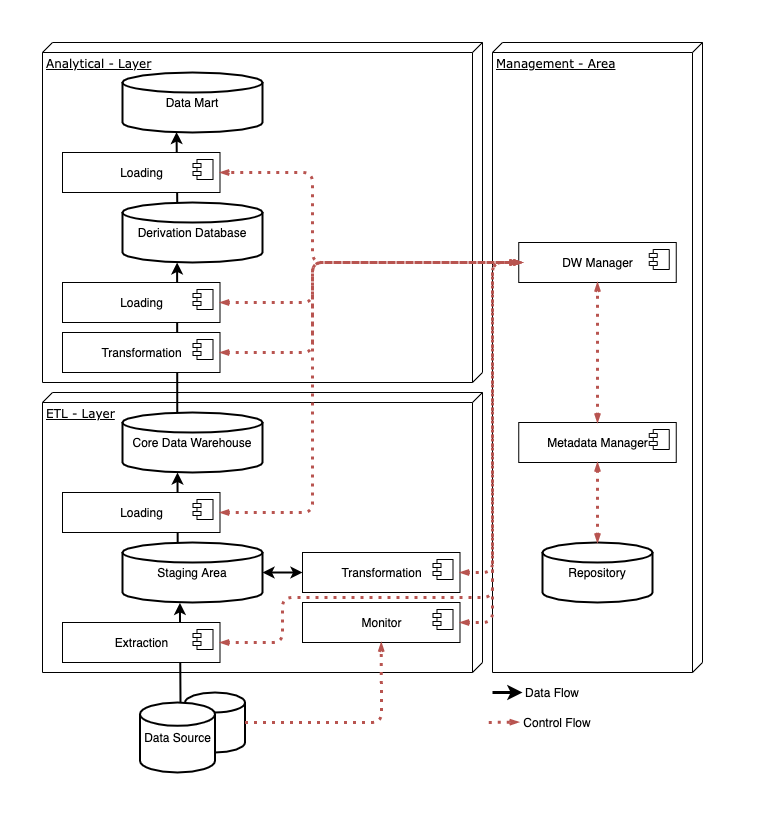 Analytical - Layer
Management - Area
Data Mart
Loading
Derivation Database
DW Manager
Loading
Transformation
ETL - Layer
Core Data Warehouse
Metadata Manager
Loading
Staging Area
Transformation
Repository
Monitor
Extraction
Data Flow
Data Source
Control Flow